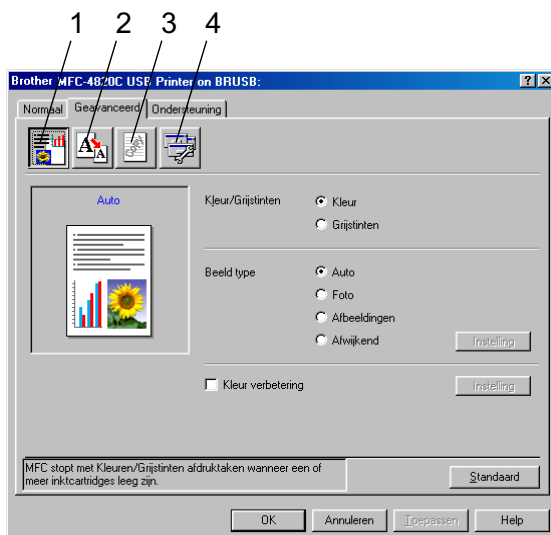 1 2 3 4
Brother MFC-4820C USB Printer on BRUSB:
Normaal Geavanceerd Ondersteuning
Auto
Kleur/Grijstinten
Kleur
Grijstinten
Beeld type
Auto
Foto
Afbeeldingen
Afwijkend
Instelling
Kleur verbetering
Instelling
MFC stopt met Kleuren/Grijstinten afdruktaken wanneer een of
meer inktcartridges leeg zijn.
Standaard
OK Annuleren Toepassen Help